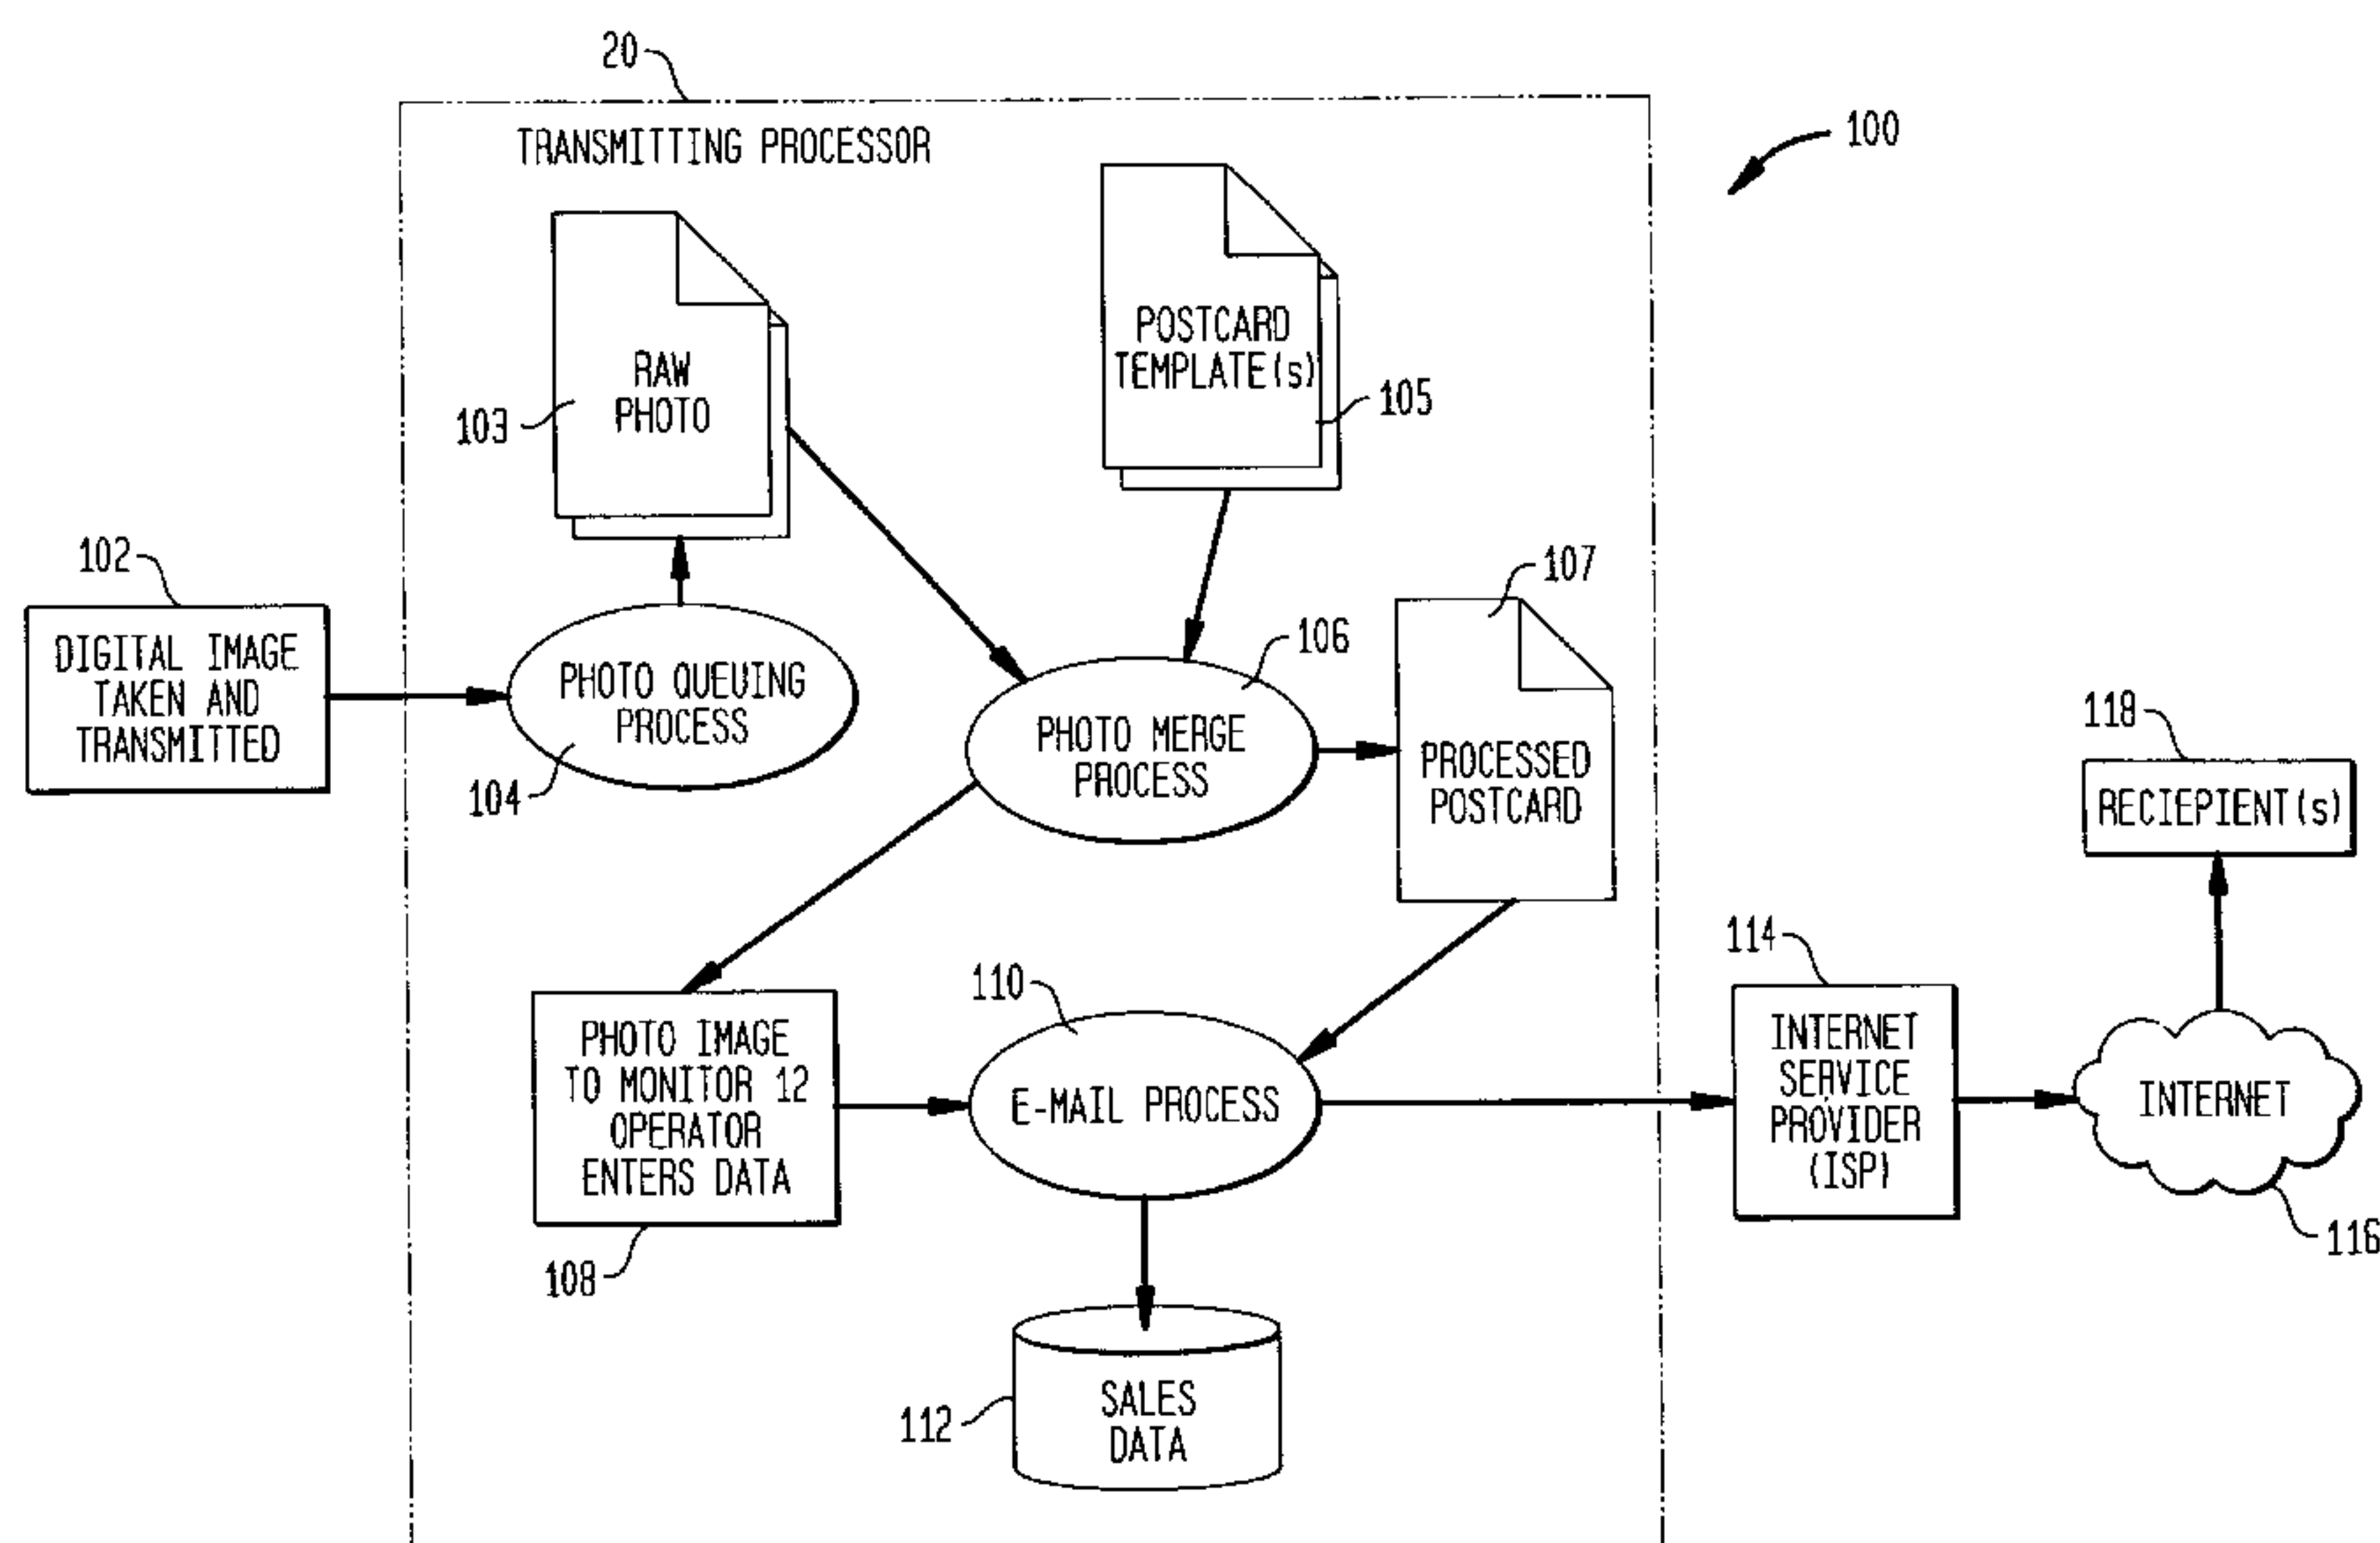 20
TRANSMITTING PROCESSOR
100
RAW
PHOTO
103
POSTCARD
TEMPLATE(s)
105
102
DIGITAL IMAGE
TAKEN AND
TRANSMITTED
PHOTO QUEUING
PROCESS
104
106
PHOTO MERGE
PROCESS
107
PROCESSED
POSTCARD
118
RECIEPIENT(s)
PHOTO IMAGE
TO MONITOR 12
OPERATOR
ENTERS DATA
108
110
E-MAIL PROCESS
114
INTERNET
SERVICE
PROVIDER
(ISP)
INTERNET
116
112
SALES
DATA